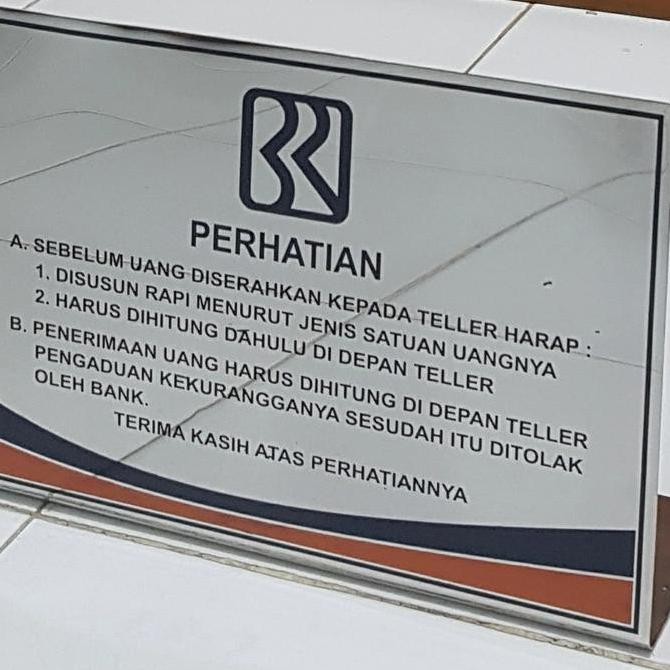 BRI
PERHATIAN
A. SEBELUM UANG DISERAHKAN KEPADA TELLER HARAP :
1. DISUSUN RAPI MENURUT JENIS SATUAN UANGNYA
2. HARUS DIHITUNG DAHULU DI DEPAN TELLER
B. PENERIMAAN UANG HARUS DIHITUNG DI DEPAN TELLER
PENGADUAN KEKURANGGANYA SESUDAH ITU DITOLAK
OLEH BANK.
TERIMA KASIH ATAS PERHATIANNYA